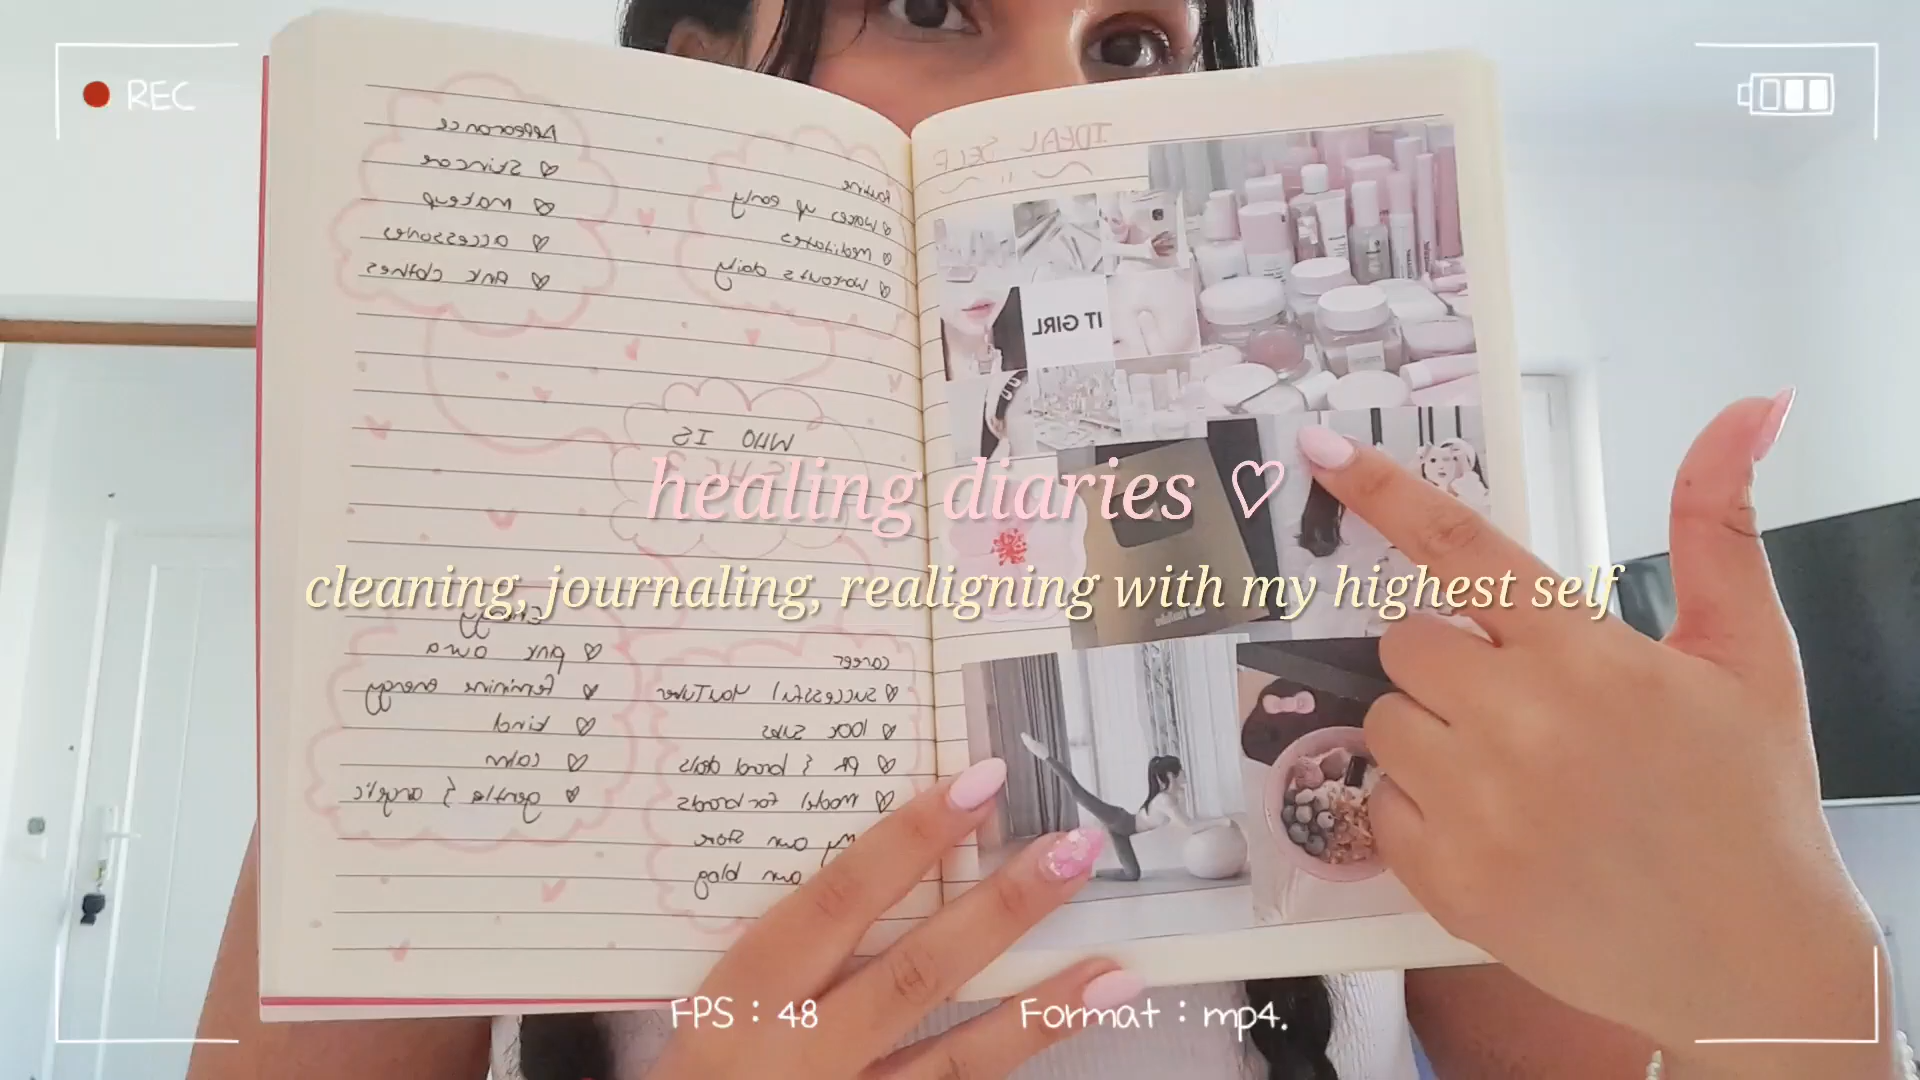 REC
Appearance
♡ Skincare
♡ makeup
♡ accessories
♡ pink clothes
Routine
♡ wakes up early
♡ meditates
♡ workouts daily
IDEAL SELF
IT GIRL
WHO IS
SHE?
healing diaries ♡
cleaning, journaling, realigning with my highest self
Energy
♡ pink aura
♡ feminine energy
♡ kind
♡ calm
♡ gentle & angelic
career
♡ successful YouTuber
♡ 100k subs
♡ PR & brand deals
♡ model for brands
my own store
own blog
FPS : 48
Format : mp4.